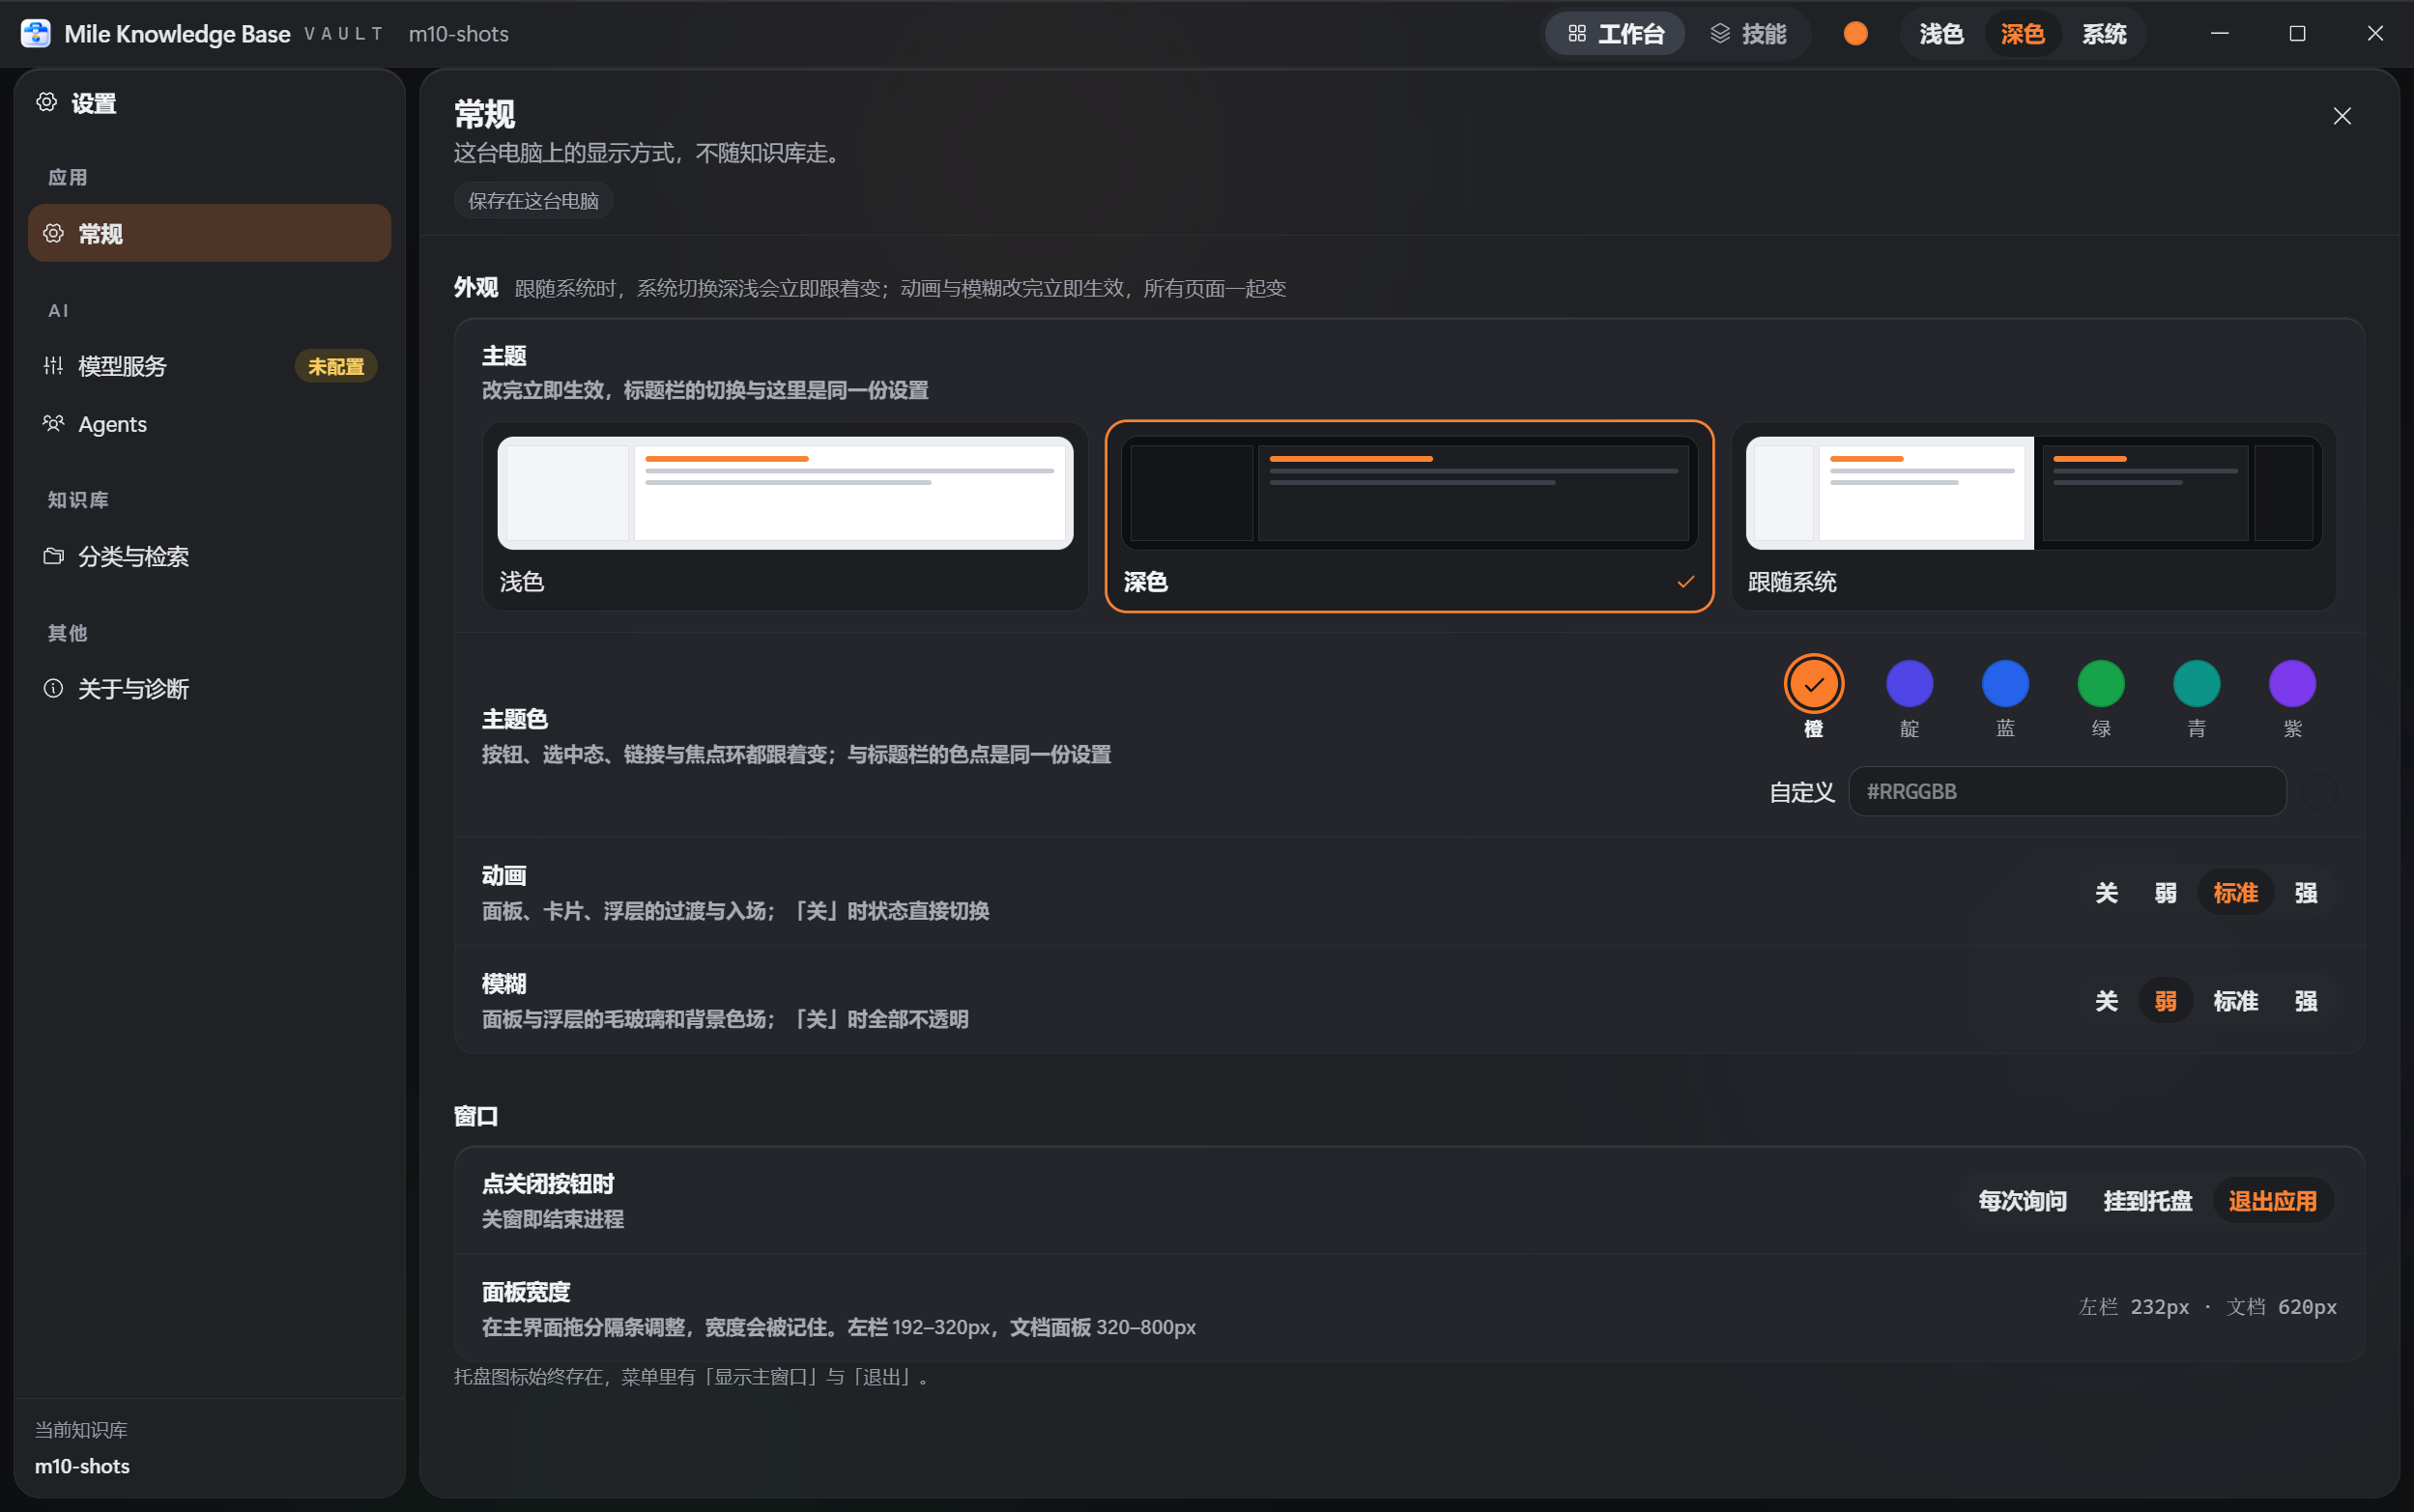 Mile Knowledge Base VAULT m10-shots
工作台 技能 浅色 深色 系统
设置
应用
常规
AI
模型服务 未配置
Agents
知识库
分类与检索
其他
关于与诊断
当前知识库
m10-shots
常规
这台电脑上的显示方式，不随知识库走。
保存在这台电脑
外观 跟随系统时，系统切换深浅会立即跟着变；动画与模糊改完立即生效，所有页面一起变
主题
改完立即生效，标题栏的切换与这里是同一份设置
浅色 深色 跟随系统
主题色
按钮、选中态、链接与焦点环都跟着变；与标题栏的色点是同一份设置
橙 靛 蓝 绿 青 紫
自定义 #RRGGBB
动画
面板、卡片、浮层的过渡与入场；「关」时状态直接切换
关 弱 标准 强
模糊
面板与浮层的毛玻璃和背景色场；「关」时全部不透明
关 弱 标准 强
窗口
点关闭按钮时
关窗即结束进程
每次询问 挂到托盘 退出应用
面板宽度
在主界面拖分隔条调整，宽度会被记住。左栏 192–320px，文档面板 320–800px
左栏 232px · 文档 620px
托盘图标始终存在，菜单里有「显示主窗口」与「退出」。